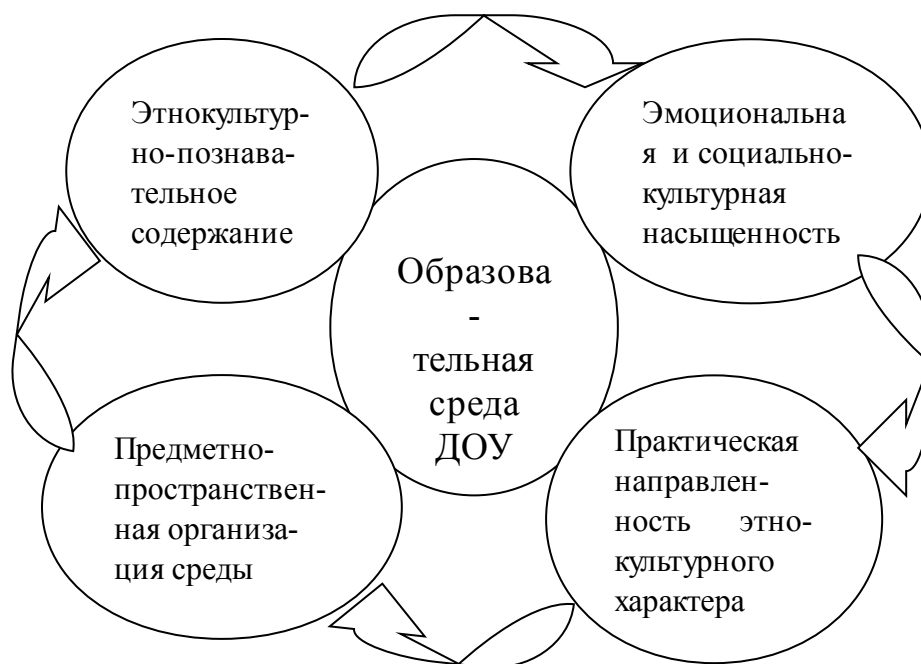 Этнокультур-
но-познава-
тельное
содержание
Эмоциональна
я и социально-
культурная
насыщенность
Образова
-
тельная
среда
ДОУ
Предметно-
пространствен-
ная организа-
ция среды
Практическая
направлен-
ность этно-
культурного
характера